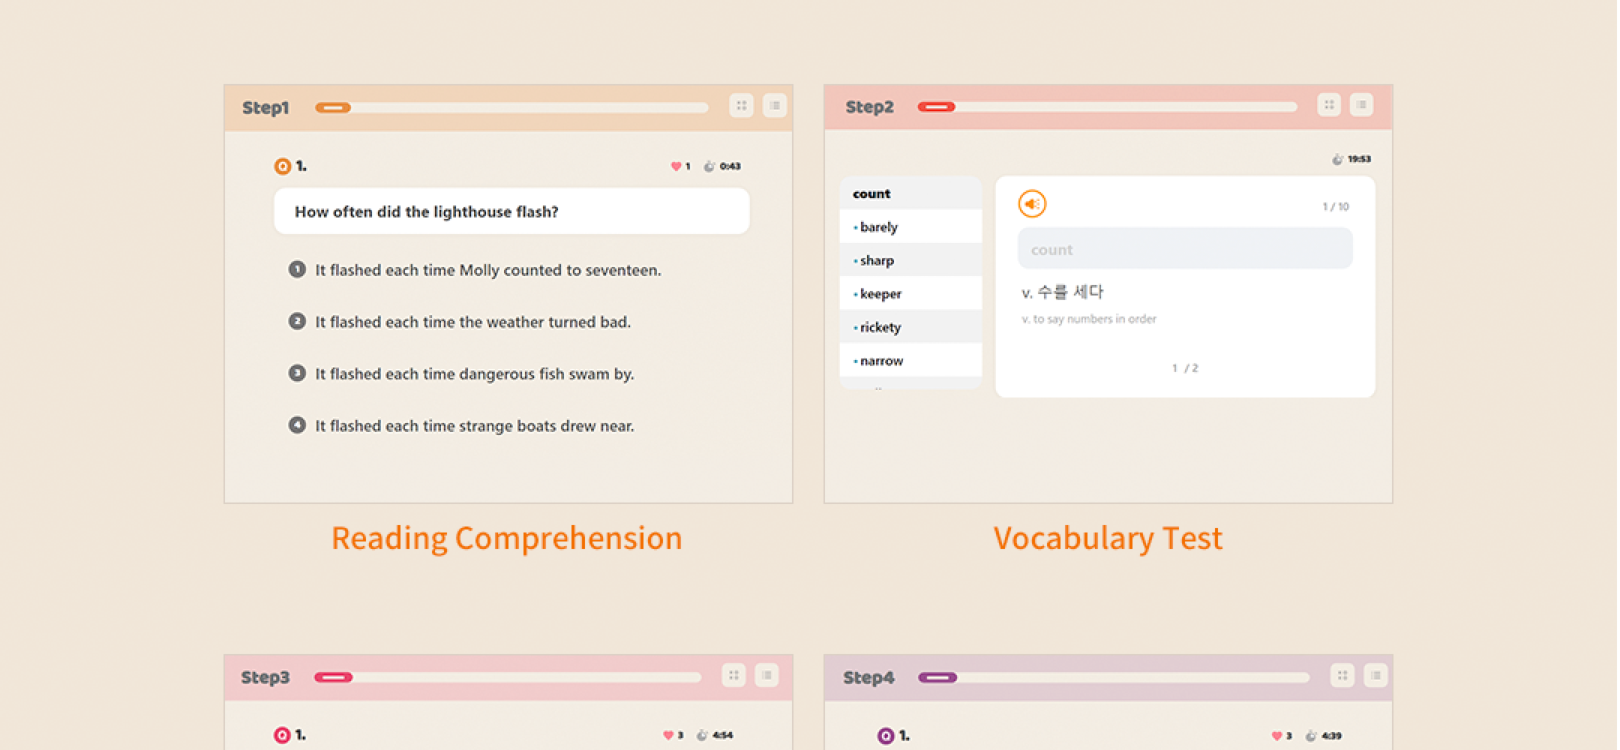 Step1
Q 1.
1 0:43
How often did the lighthouse flash?
1 It flashed each time Molly counted to seventeen.
2 It flashed each time the weather turned bad.
3 It flashed each time dangerous fish swam by.
4 It flashed each time strange boats drew near.
Reading Comprehension
Step2
19:53
count
• barely
• sharp
• keeper
• rickety
• narrow
1 / 10
count
v. 수를 세다
v. to say numbers in order
1 / 2
Vocabulary Test
Step3
Q 1.
3 4:54
Step4
Q 1.
3 4:39